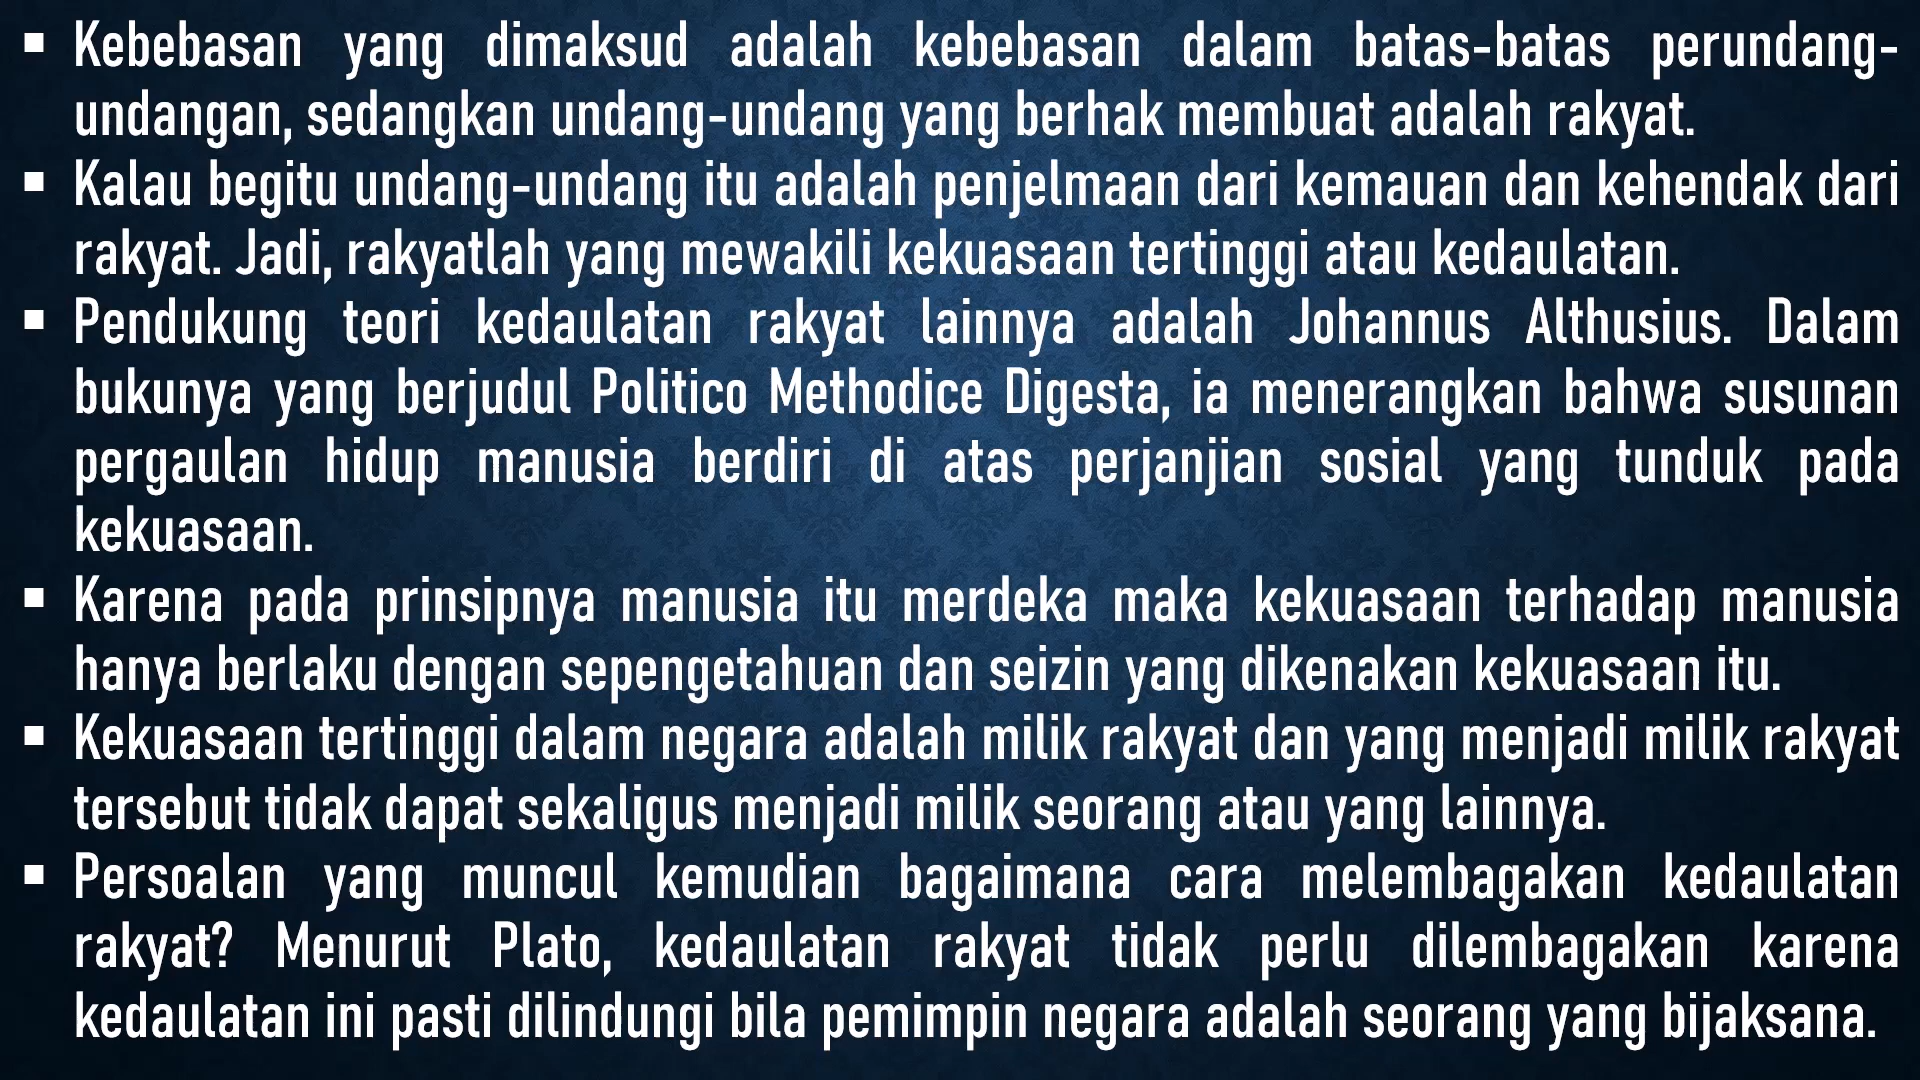 ▪ Kebebasan yang dimaksud adalah kebebasan dalam batas-batas perundang-
undangan, sedangkan undang-undang yang berhak membuat adalah rakyat.
▪ Kalau begitu undang-undang itu adalah penjelmaan dari kemauan dan kehendak dari
rakyat. Jadi, rakyatlah yang mewakili kekuasaan tertinggi atau kedaulatan.
▪ Pendukung teori kedaulatan rakyat lainnya adalah Johannus Althusius. Dalam
bukunya yang berjudul Politico Methodice Digesta, ia menerangkan bahwa susunan
pergaulan hidup manusia berdiri di atas perjanjian sosial yang tunduk pada
kekuasaan.
▪ Karena pada prinsipnya manusia itu merdeka maka kekuasaan terhadap manusia
hanya berlaku dengan sepengetahuan dan seizin yang dikenakan kekuasaan itu.
▪ Kekuasaan tertinggi dalam negara adalah milik rakyat dan yang menjadi milik rakyat
tersebut tidak dapat sekaligus menjadi milik seorang atau yang lainnya.
▪ Persoalan yang muncul kemudian bagaimana cara melembagakan kedaulatan
rakyat? Menurut Plato, kedaulatan rakyat tidak perlu dilembagakan karena
kedaulatan ini pasti dilindungi bila pemimpin negara adalah seorang yang bijaksana.